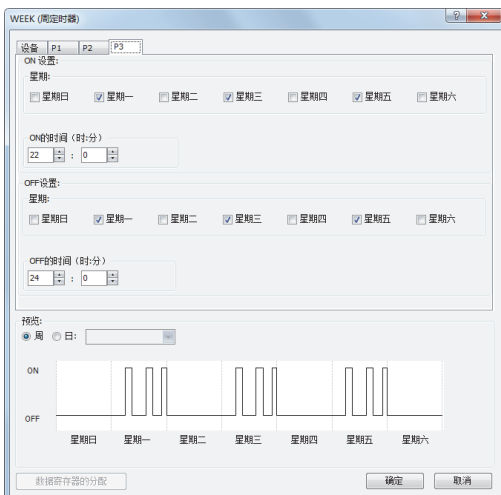 WEEK (周定时器)
设备 P1 P2 P3
ON 设置:
星期:
星期日 星期一 星期二 星期三 星期四 星期五 星期六
ON的时间 (时:分)
22 : 0
OFF设置:
星期:
星期日 星期一 星期二 星期三 星期四 星期五 星期六
OFF的时间 (时:分)
24 : 0
预览:
周 日:
ON
OFF
星期日 星期一 星期二 星期三 星期四 星期五 星期六
数据寄存器的分配 确定 取消